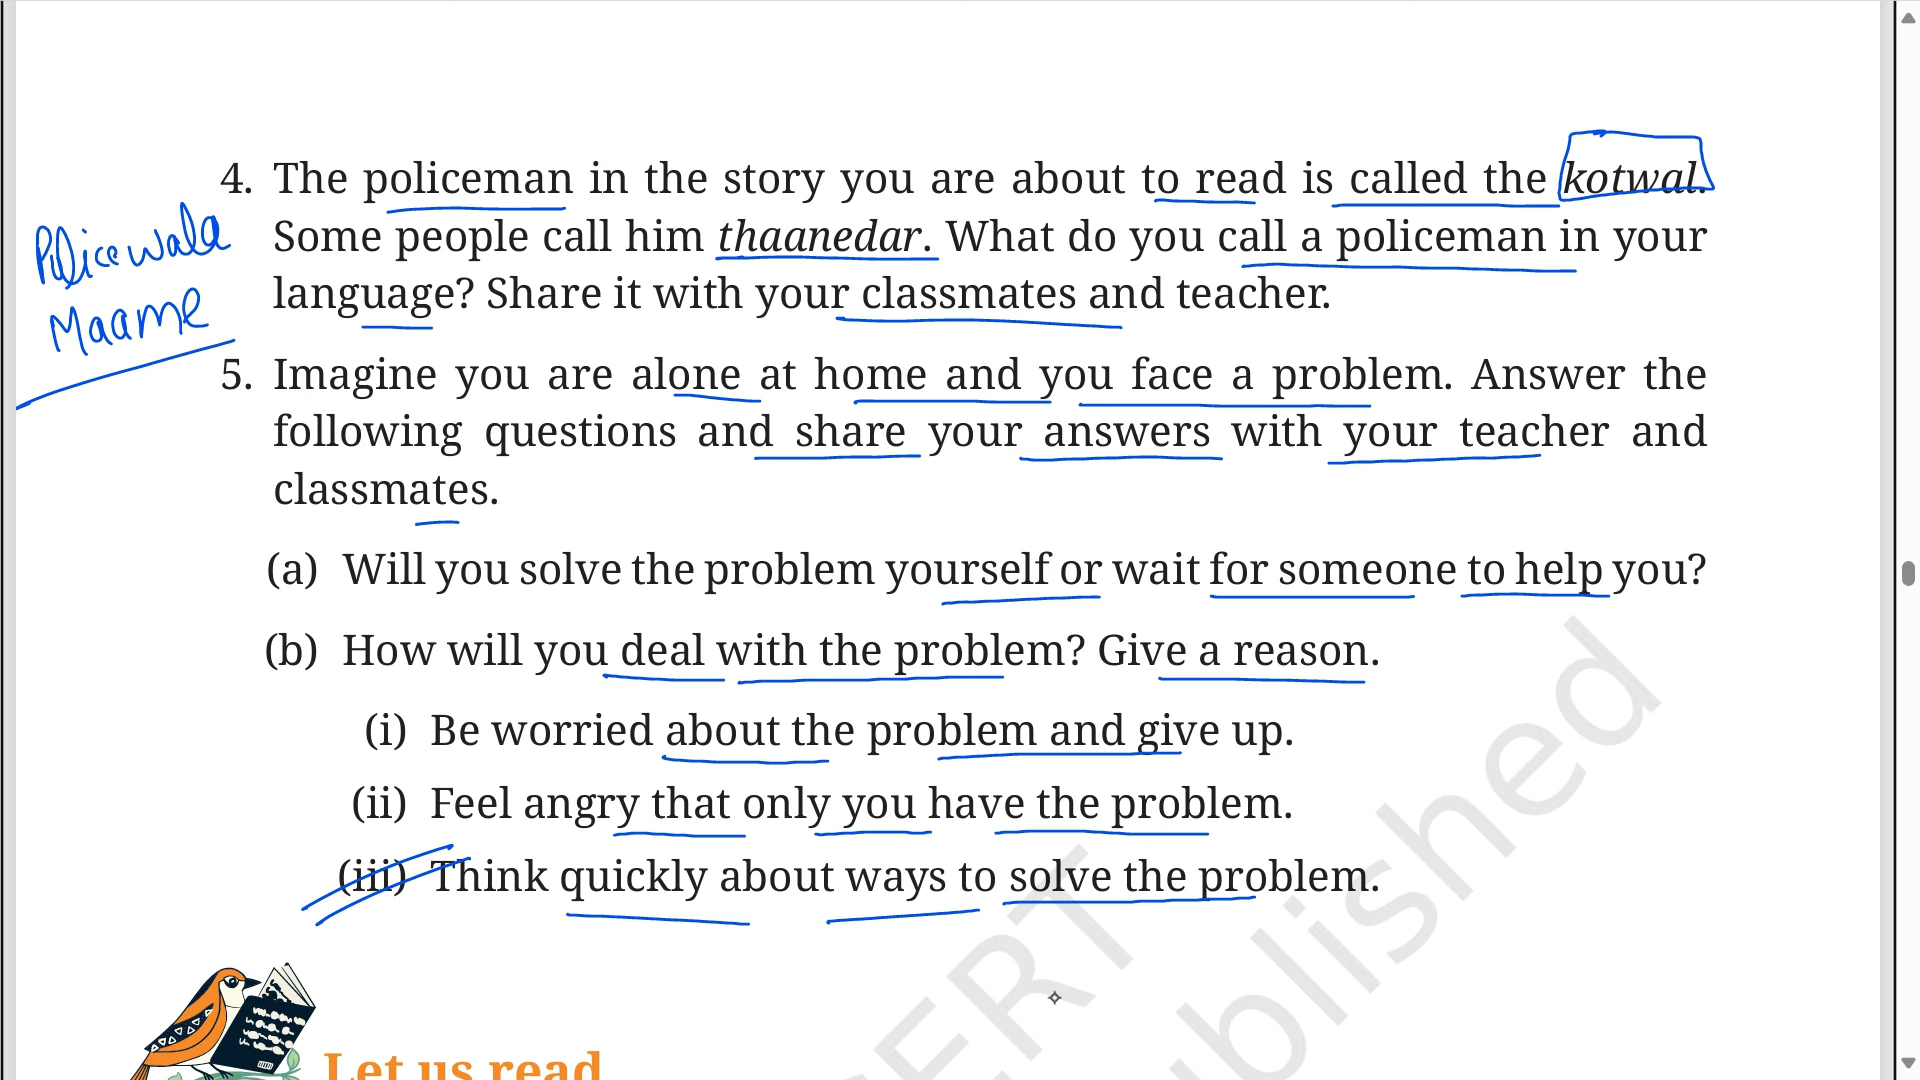 4. The policeman in the story you are about to read is called the kotwal.
Some people call him thaanedar. What do you call a policeman in your
language? Share it with your classmates and teacher.
Policewala
Maame
5. Imagine you are alone at home and you face a problem. Answer the
following questions and share your answers with your teacher and
classmates.
(a) Will you solve the problem yourself or wait for someone to help you?
(b) How will you deal with the problem? Give a reason.
(i) Be worried about the problem and give up.
(ii) Feel angry that only you have the problem.
(iii) Think quickly about ways to solve the problem.
Let us read